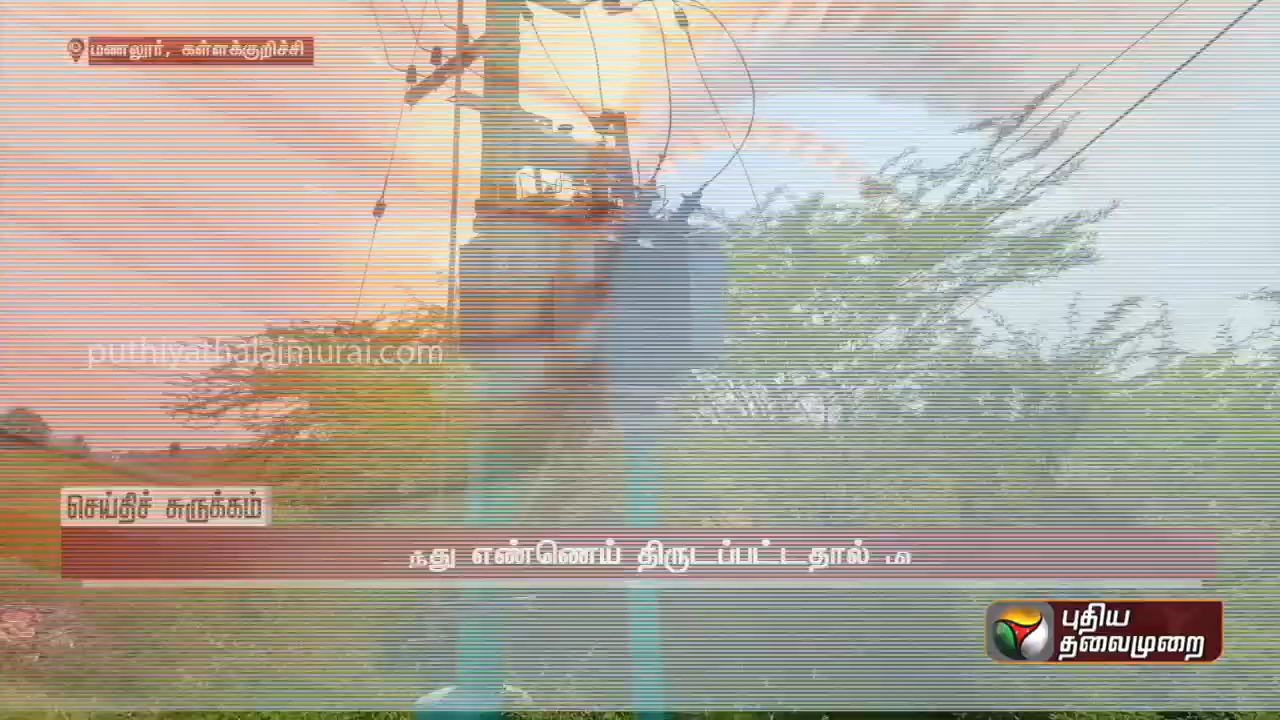 மணலூர், கள்ளக்குறிச்சி
puthiyathalaimurai.com
செய்திச் சுருக்கம்
ந்து எண்ணெய் திருடப்பட்டதால்
புதிய
தலைமுறை